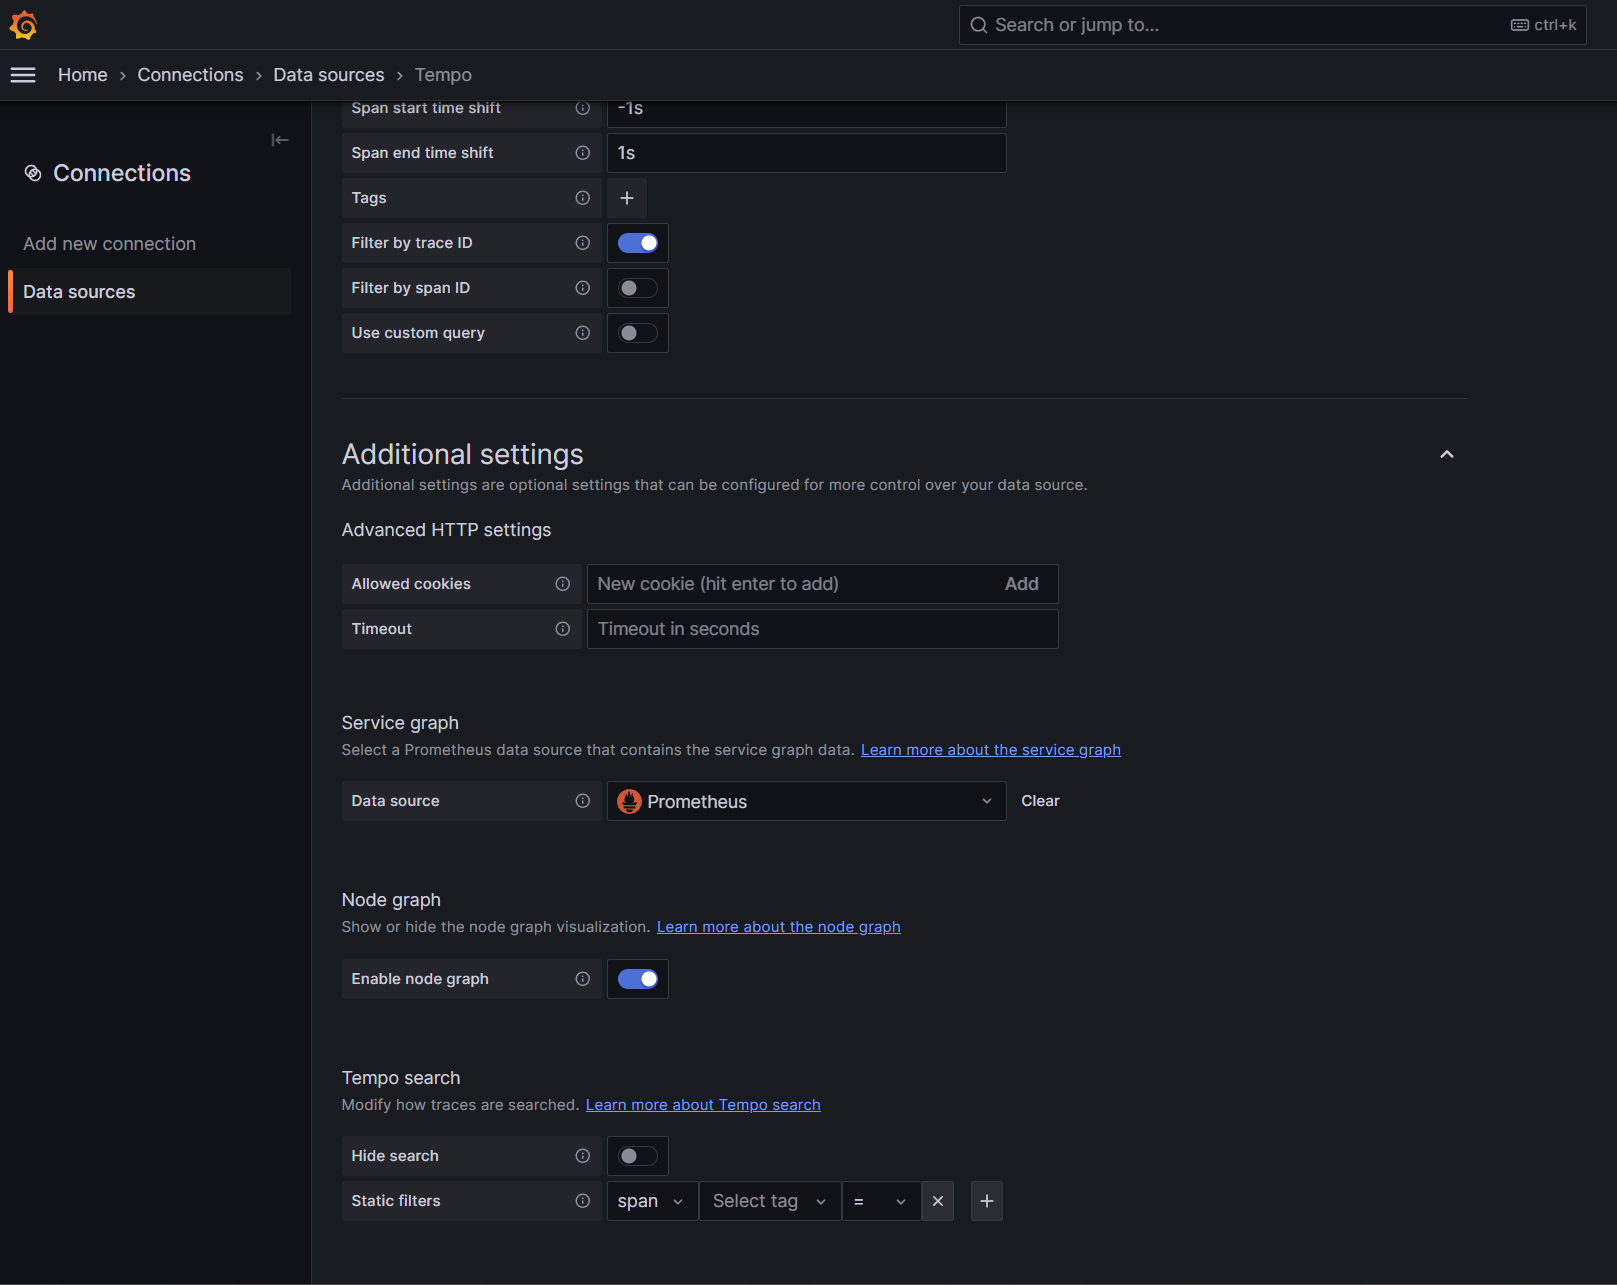 Search or jump to...
ctrl+k
Home › Connections › Data sources › Tempo
Connections
Add new connection
Data sources
Span start time shift
-1s
Span end time shift
1s
Tags
+
Filter by trace ID
Filter by span ID
Use custom query
Additional settings
Additional settings are optional settings that can be configured for more control over your data source.
Advanced HTTP settings
Allowed cookies
New cookie (hit enter to add)
Add
Timeout
Timeout in seconds
Service graph
Select a Prometheus data source that contains the service graph data. Learn more about the service graph
Data source
Prometheus
Clear
Node graph
Show or hide the node graph visualization. Learn more about the node graph
Enable node graph
Tempo search
Modify how traces are searched. Learn more about Tempo search
Hide search
Static filters
span
Select tag
=